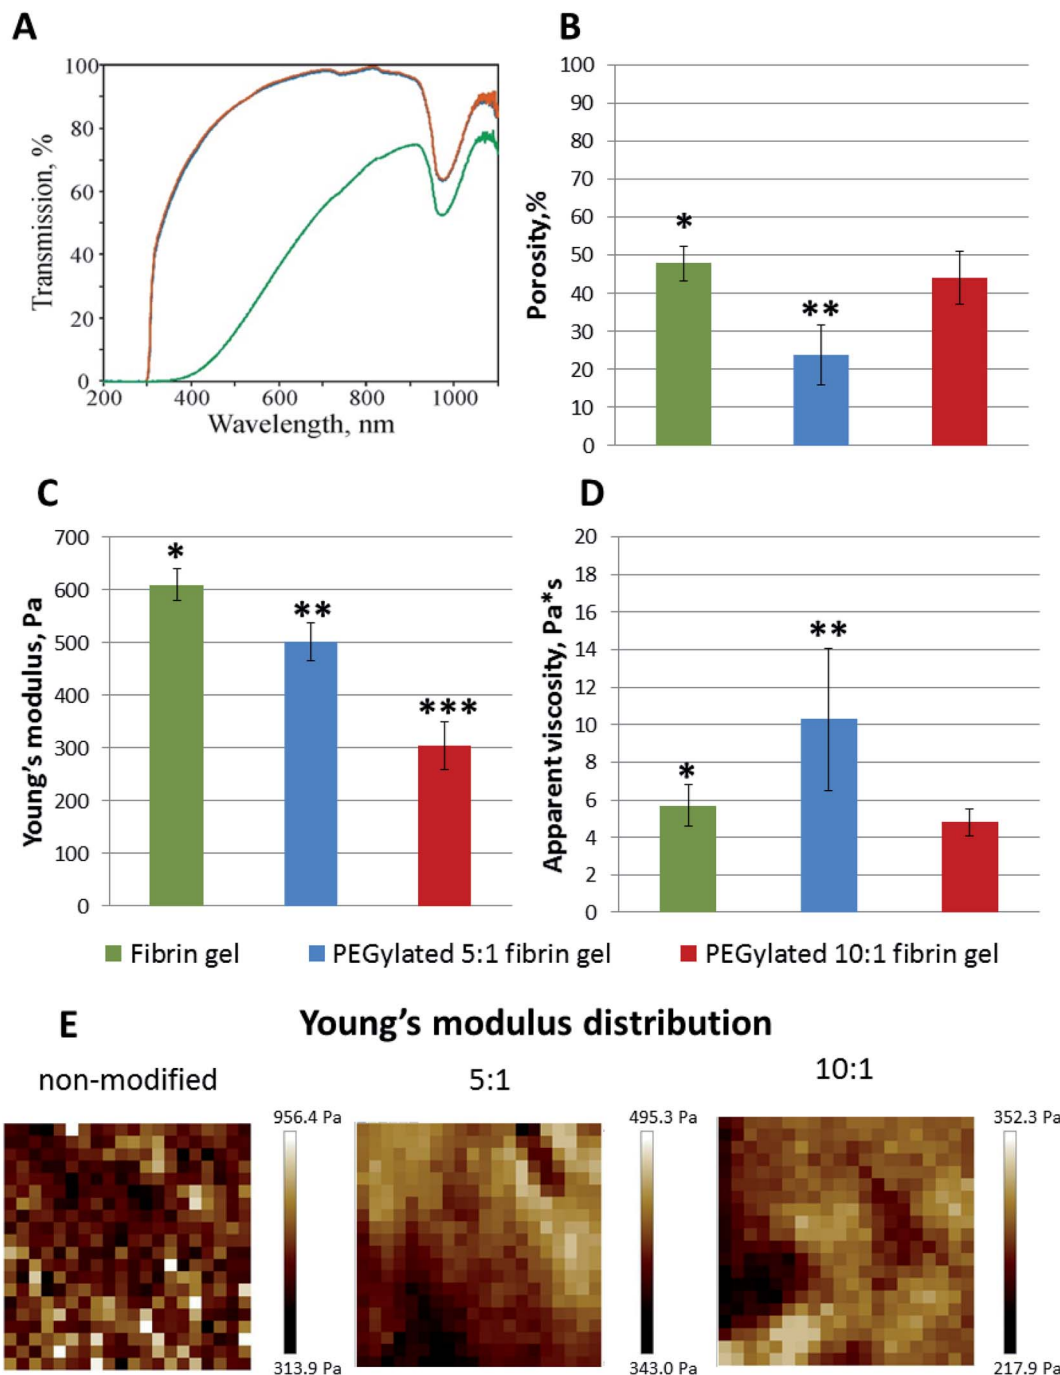 A
100
80
60
40
20
0
Transmission, %
200 400 600 800 1000
Wavelength, nm
B
100
90
80
70
60
50
40
30
20
10
0
Porosity,%
*
**
C
700
600
500
400
300
200
100
0
Young's modulus, Pa
*
**
***
D
20
18
16
14
12
10
8
6
4
2
0
Apparent viscosity, Pa*s
*
**
Fibrin gel PEGylated 5:1 fibrin gel PEGylated 10:1 fibrin gel
E Young's modulus distribution
non-modified 5:1 10:1
956.4 Pa 495.3 Pa 352.3 Pa
313.9 Pa 343.0 Pa 217.9 Pa